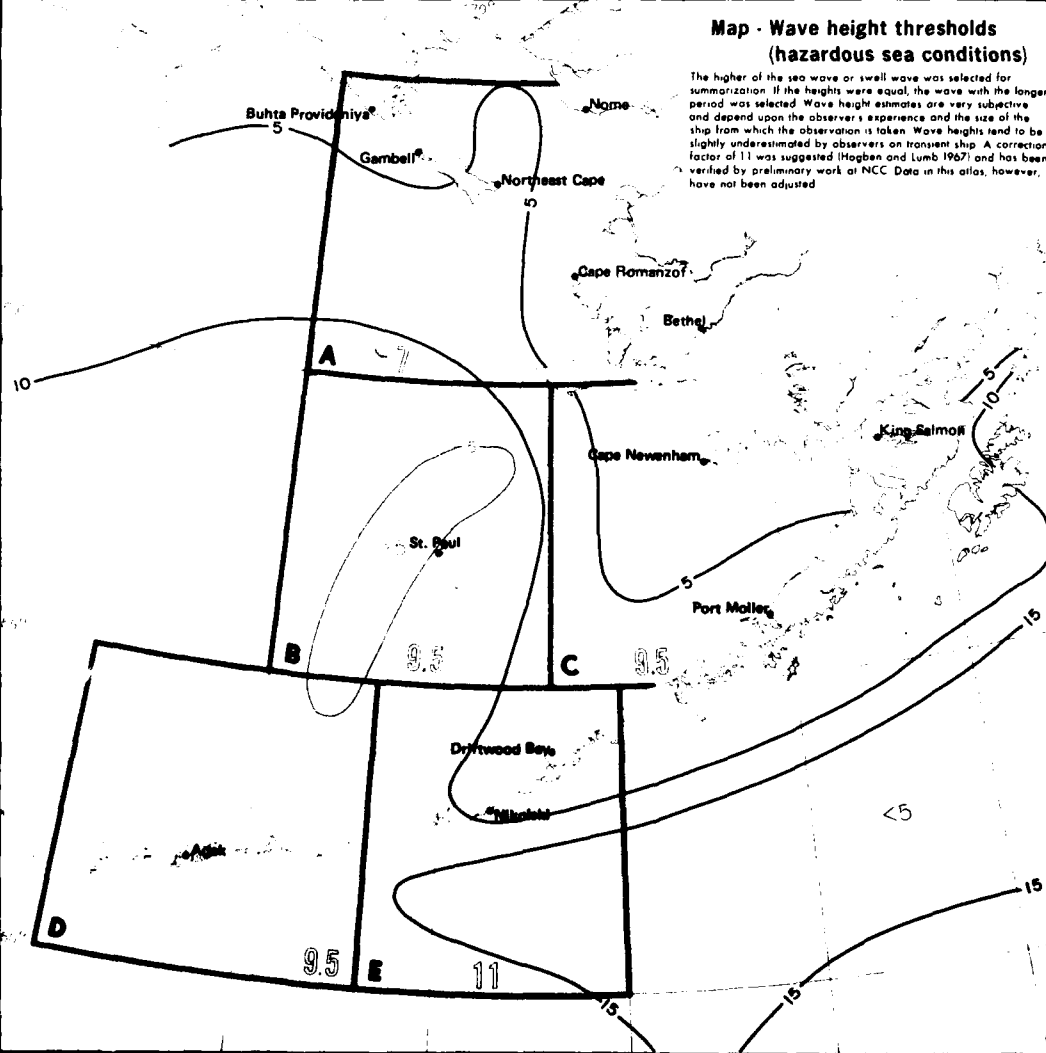 Map - Wave height thresholds
(hazardous sea conditions)
The higher of the sea wave or swell wave was selected for
summarization If the heights were equal, the wave with the longer
period was selected Wave height estimates are very subjective
and depend upon the observer s experience and the size of the
ship from which the observation is taken Wave heights tend to be
slightly underestimated by observers on transient ship A correction
factor of 11 was suggested (Hogben and Lumb 1967) and has been
verified by preliminary work at NCC Data in this atlas, however,
have not been adjusted
Buhta Provideniya
Nome
5
Gambell
Northeast Cape
5
Cape Romanzof
Bethel
A
7
10
5
10
King Salmon
Cape Newenham
St. Paul
5
Port Moller
15
B
9.5
C
9.5
Driftwood Bay
Nikolski
<5
Adak
15
D
9.5
E
11
15
15